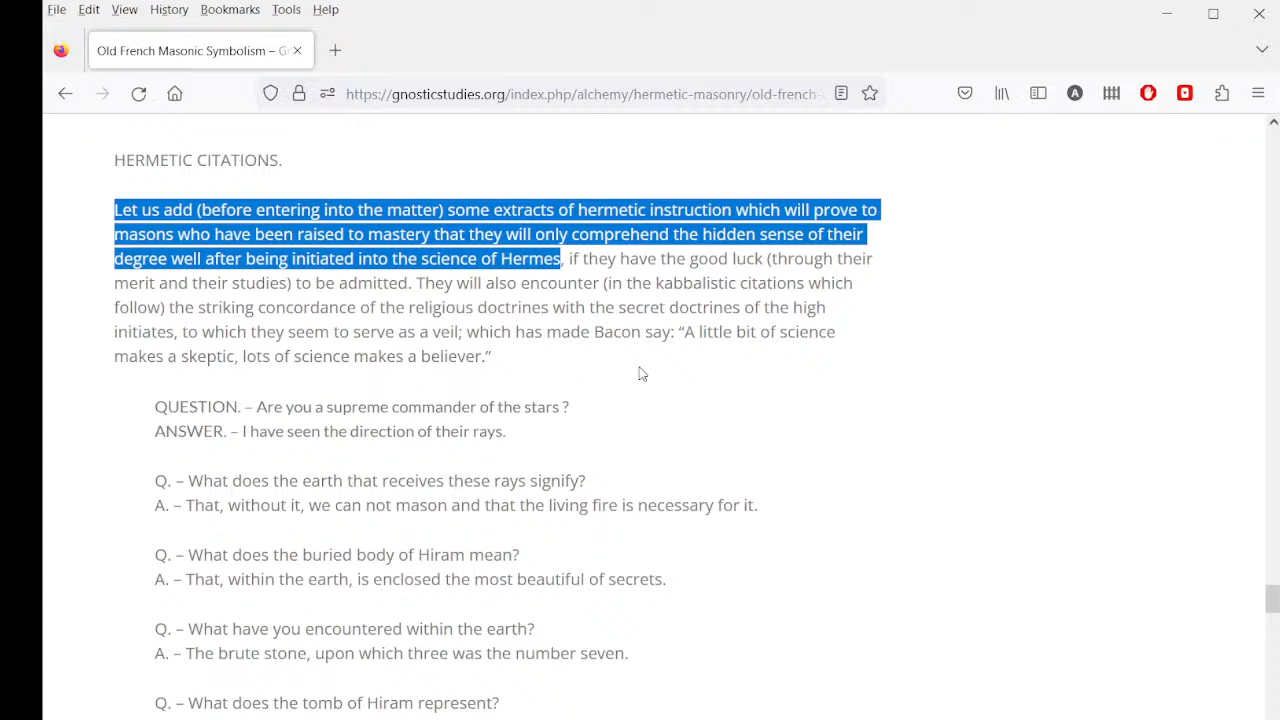 File Edit View History Bookmarks Tools Help
Old French Masonic Symbolism – G
https://gnosticstudies.org/index.php/alchemy/hermetic-masonry/old-french-
HERMETIC CITATIONS.
Let us add (before entering into the matter) some extracts of hermetic instruction which will prove to
masons who have been raised to mastery that they will only comprehend the hidden sense of their
degree well after being initiated into the science of Hermes, if they have the good luck (through their
merit and their studies) to be admitted. They will also encounter (in the kabbalistic citations which
follow) the striking concordance of the religious doctrines with the secret doctrines of the high
initiates, to which they seem to serve as a veil; which has made Bacon say: “A little bit of science
makes a skeptic, lots of science makes a believer.”
QUESTION. – Are you a supreme commander of the stars ?
ANSWER. – I have seen the direction of their rays.
Q. – What does the earth that receives these rays signify?
A. – That, without it, we can not mason and that the living fire is necessary for it.
Q. – What does the buried body of Hiram mean?
A. – That, within the earth, is enclosed the most beautiful of secrets.
Q. – What have you encountered within the earth?
A. – The brute stone, upon which three was the number seven.
Q. – What does the tomb of Hiram represent?